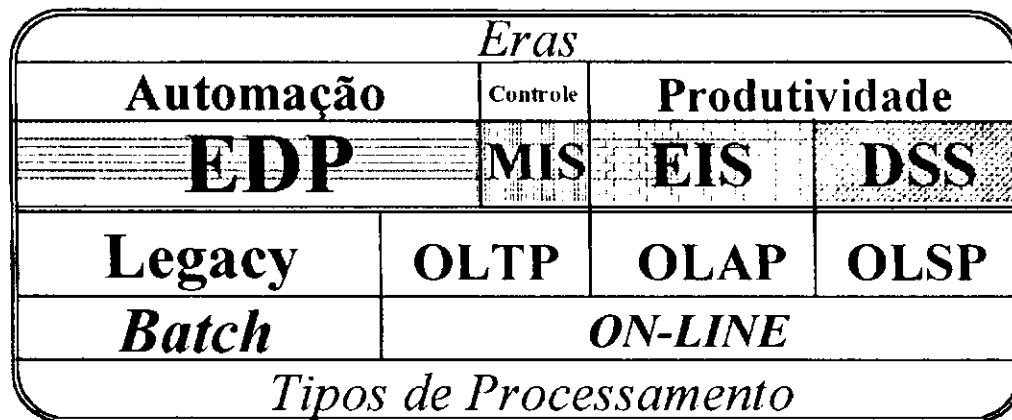 Eras
Automação Controle Produtividade
EDP MIS EIS DSS
Legacy OLTP OLAP OLSP
Batch ON-LINE
Tipos de Processamento